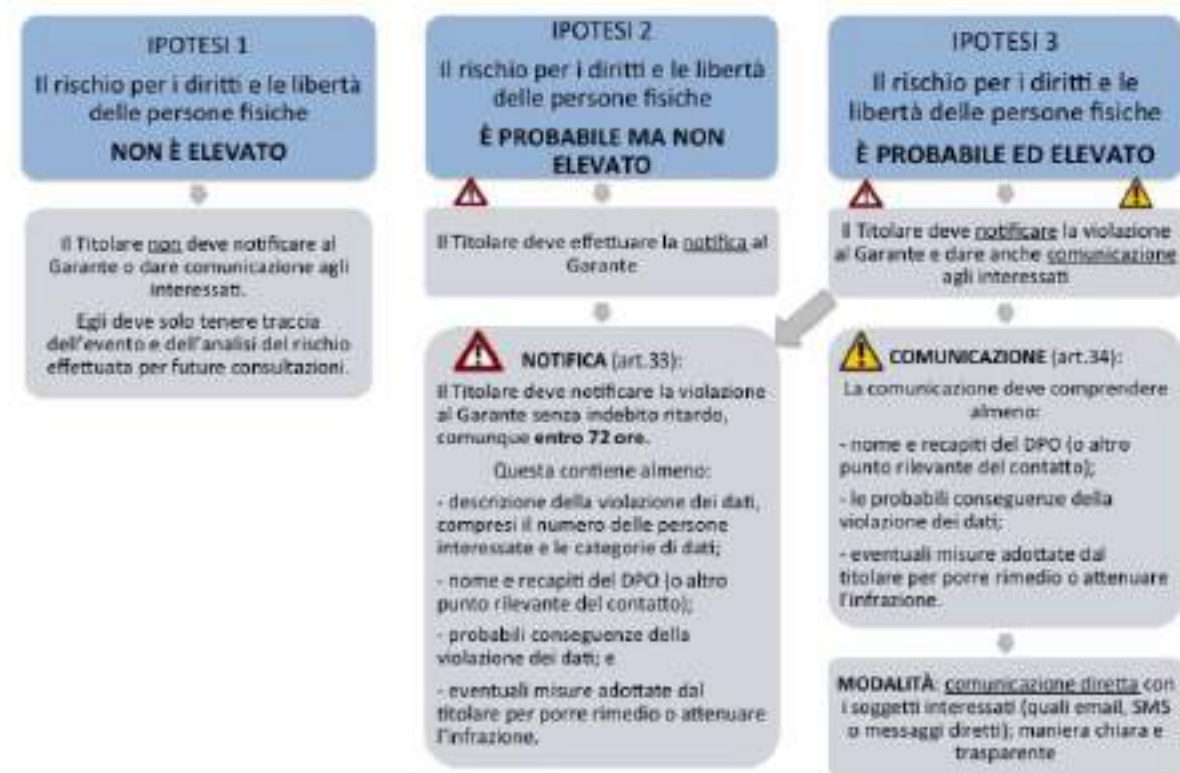 IPOTESI 1
Il rischio per i diritti e le libertà
delle persone fisiche
NON È ELEVATO
Il Titolare non deve notificare al
Garante o dare comunicazione agli
interessati.
Egli deve solo tenere traccia
dell'evento e dell'analisi del rischio
effettuata per future consultazioni.
IPOTESI 2
Il rischio per i diritti e le libertà
delle persone fisiche
È PROBABILE MA NON
ELEVATO
Il Titolare deve effettuare la notifica al
Garante
NOTIFICA (art.33):
Il Titolare deve notificare la violazione
al Garante senza indebito ritardo,
comunque entro 72 ore.
Questa contiene almeno:
- descrizione della violazione dei dati,
compresi il numero delle persone
interessate e le categorie di dati;
- nome e recapiti del DPO (o altro
punto rilevante del contatto);
- probabili conseguenze della
violazione dei dati; e
- eventuali misure adottate dal
titolare per porre rimedio o attenuare
l'infrazione.
IPOTESI 3
Il rischio per i diritti e le
libertà delle persone fisiche
È PROBABILE ED ELEVATO
Il Titolare deve notificare la violazione
al Garante e dare anche comunicazione
agli interessati
COMUNICAZIONE (art.34):
La comunicazione deve comprendere
almeno:
- nome e recapiti del DPO (o altro
punto rilevante del contatto);
- le probabili conseguenze della
violazione dei dati;
- eventuali misure adottate dal
titolare per porre rimedio o attenuare
l'infrazione.
MODALITÀ: comunicazione diretta con
i soggetti interessati (quali email, SMS
o messaggi diretti); maniera chiara e
trasparente